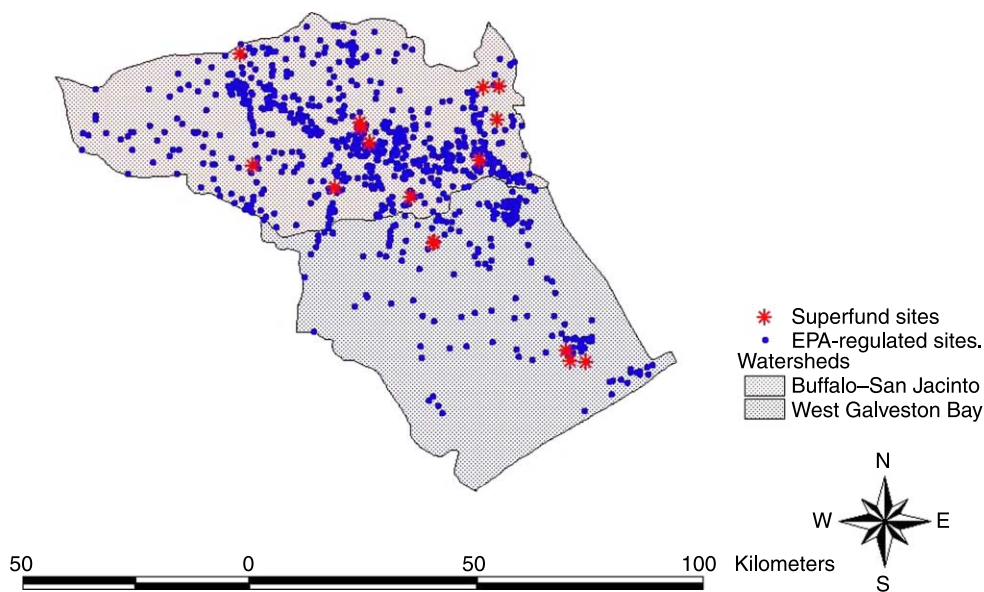 Superfund sites
EPA-regulated sites.
Watersheds
Buffalo–San Jacinto
West Galveston Bay
N
W E
S
50 0 50 100 Kilometers